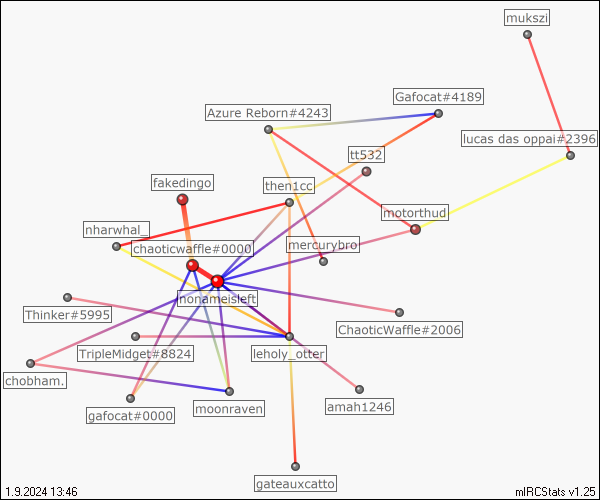 mukszi
Gafocat#4189
Azure Reborn#4243
lucas das oppai#2396
tt532
fakedingo
then1cc
motorthud
nharwhal_
chaoticwaffle#0000
mercurybro
nonameisleft
Thinker#5995
ChaoticWaffle#2006
TripleMidget#8824
leholy_otter
chobham.
moonraven
amah1246
gafocat#0000
gateauxcatto
1.9.2024 13:46
mIRCStats v1.25